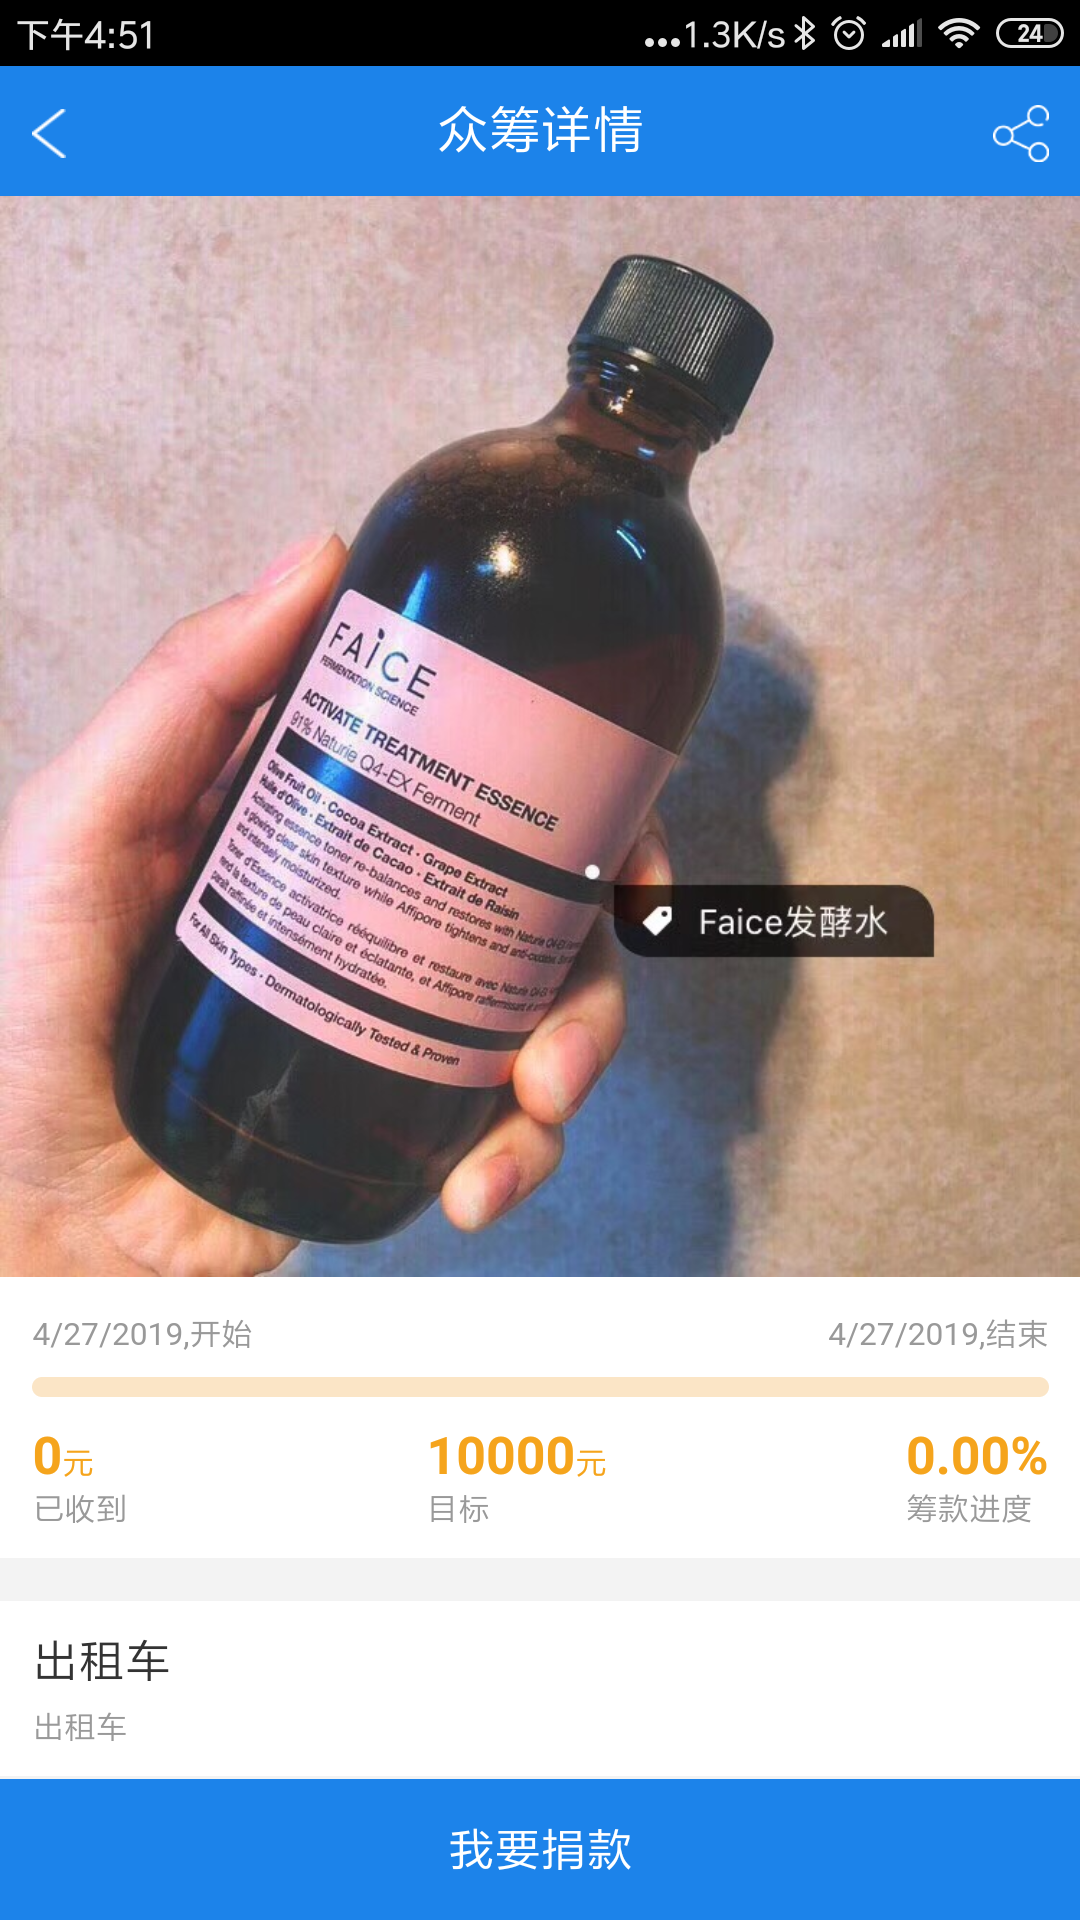 下午4:51
...1.3K/s
24
众筹详情
FAiCE
FERMENTATION SCIENCE
ACTIVATE TREATMENT ESSENCE
91% Naturie Q4-EX Ferment
Olive Fruit Oil · Cocoa Extract · Grape Extract
Huile d'Olive · Extrait de Cacao · Extrait de Raisin
Activating essence toner re-balances and restores with Naturie Q4-EX
a glowing clear skin texture while Affipore tightens and anti-oxidates.
and intensely moisturized.
Toner d'Essence activatrice rééquilibre et restaure avec Naturie Q4-EX
rend la texture de peau claire et éclatante, et Affipore raffermissant
paraît raffinée et intensément hydratée.
For All Skin Types · Dermatologically Tested & Proven
Faice发酵水
4/27/2019,开始
4/27/2019,结束
0元
10000元
0.00%
已收到
目标
筹款进度
出租车
出租车
我要捐款